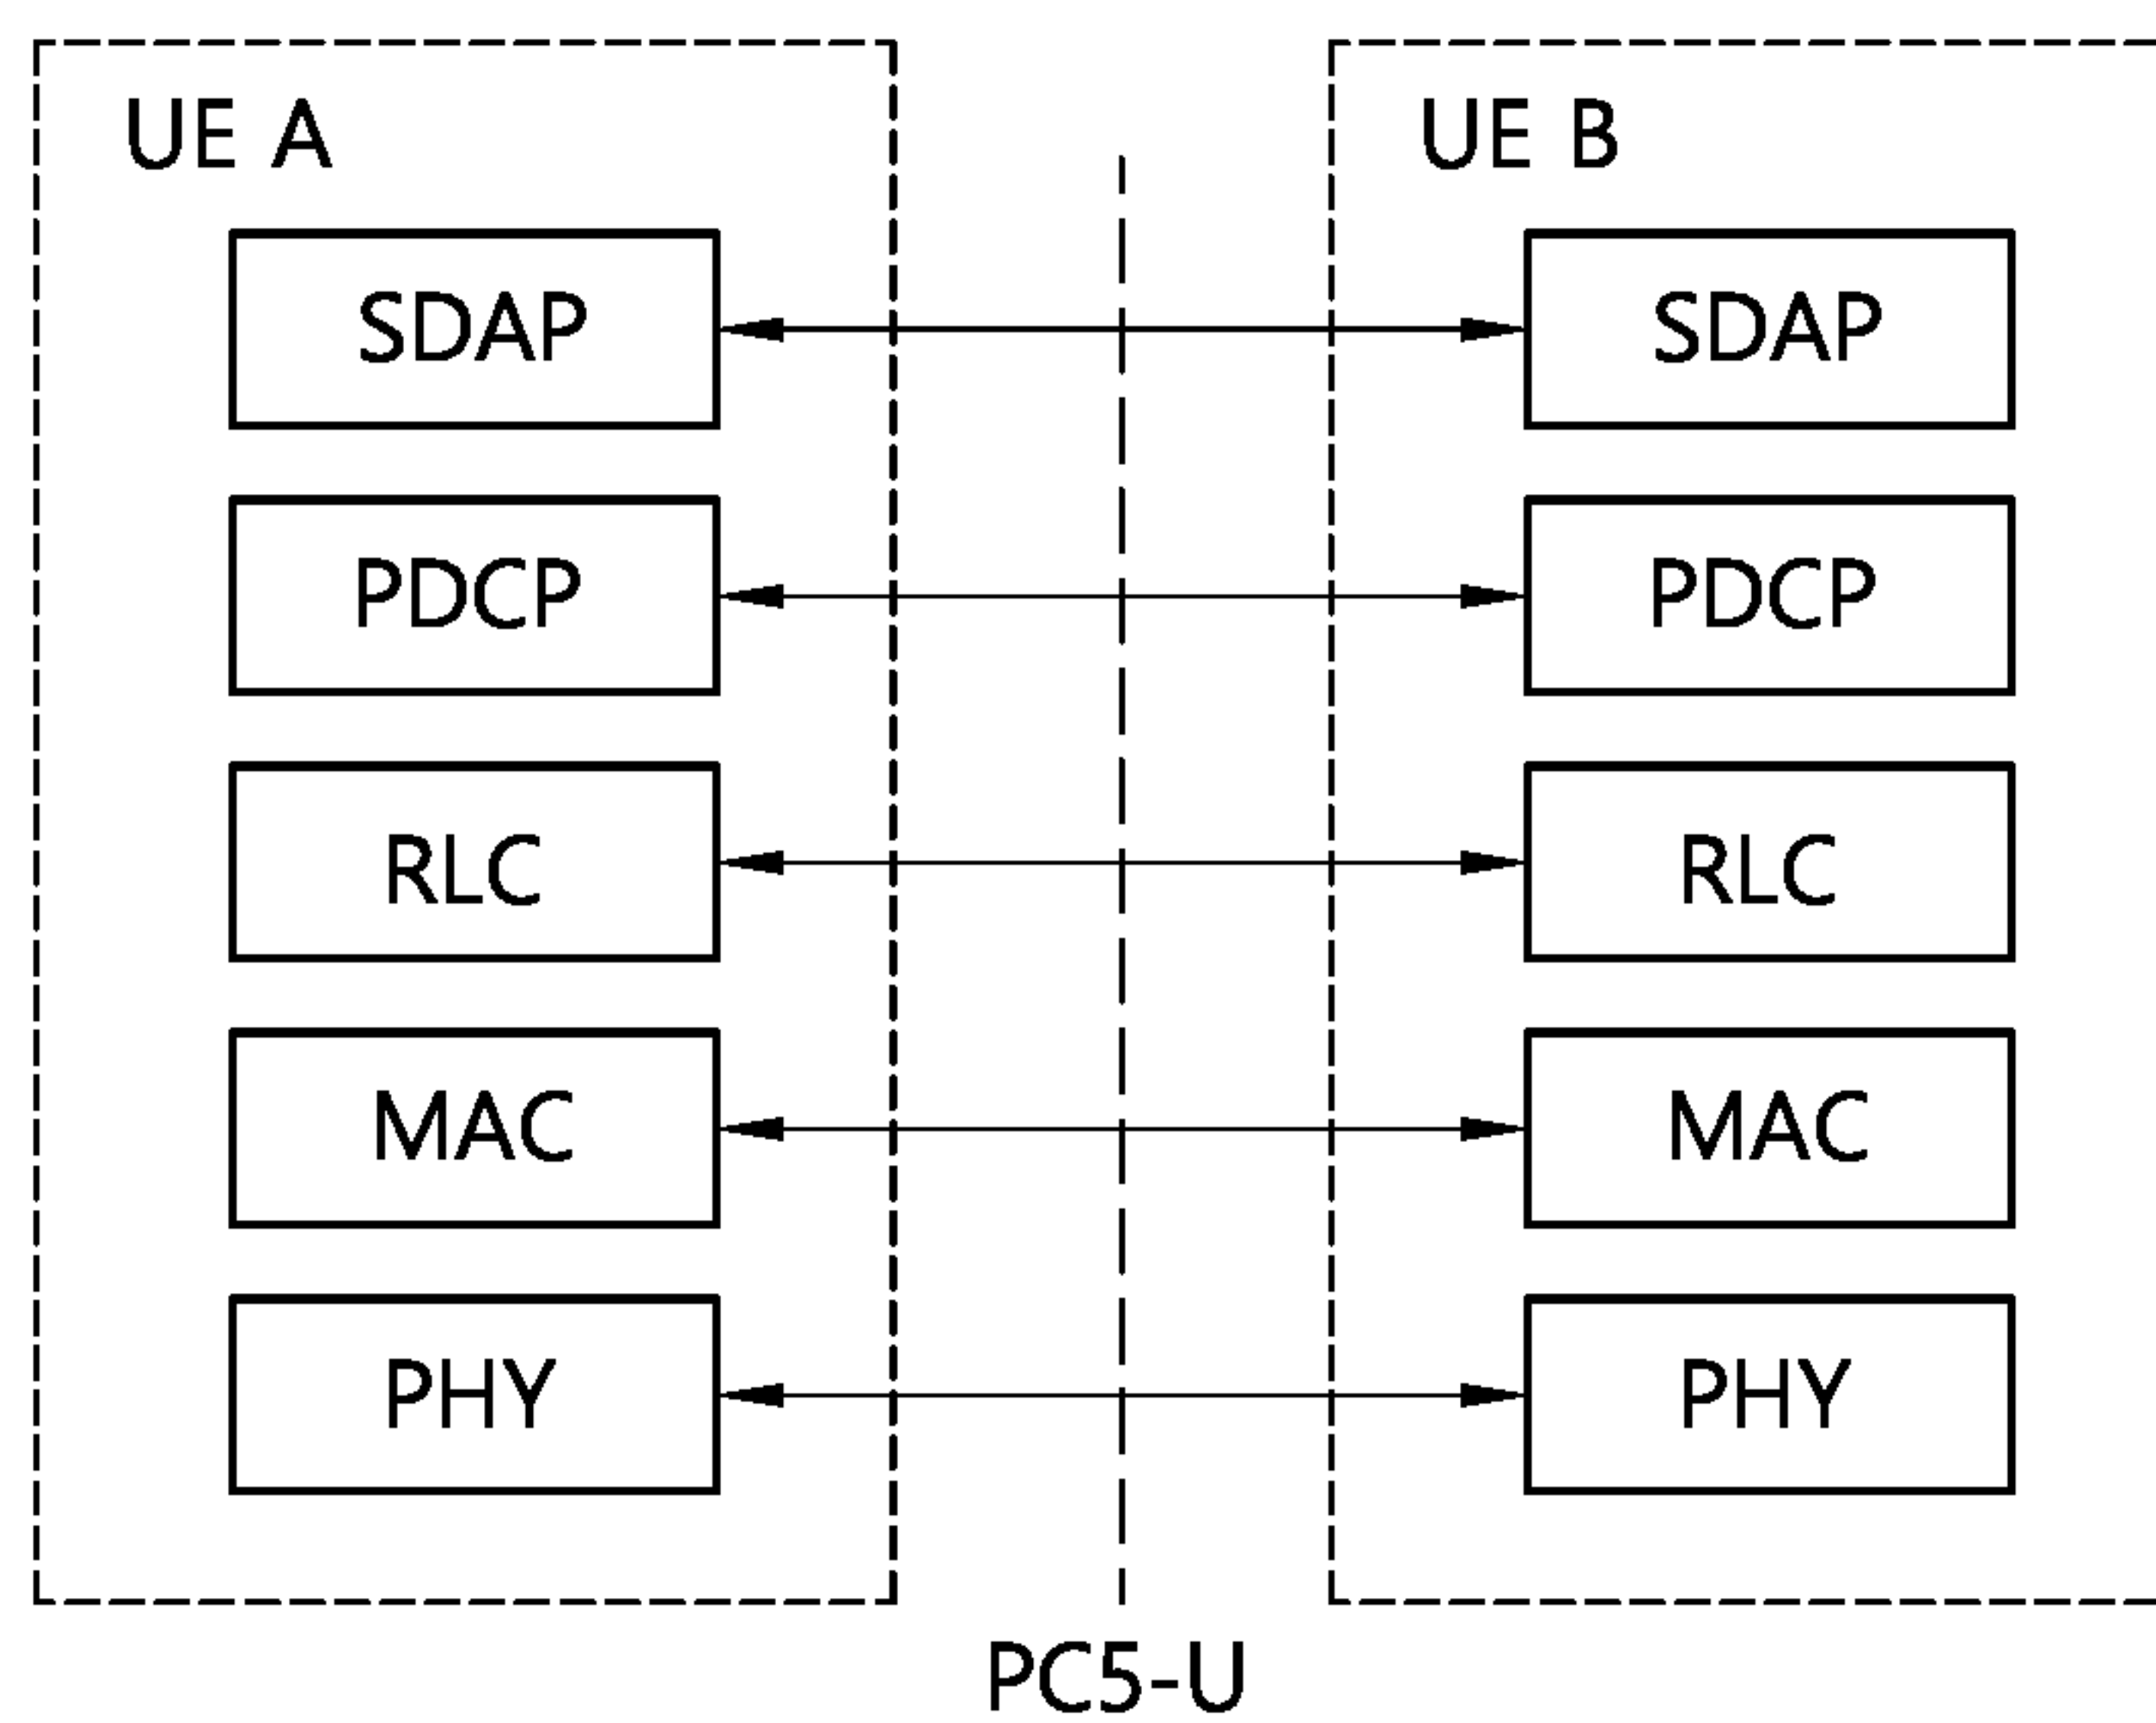 UE A
SDAP
PDCP
RLC
MAC
PHY
UE B
SDAP
PDCP
RLC
MAC
PHY
PC5-U